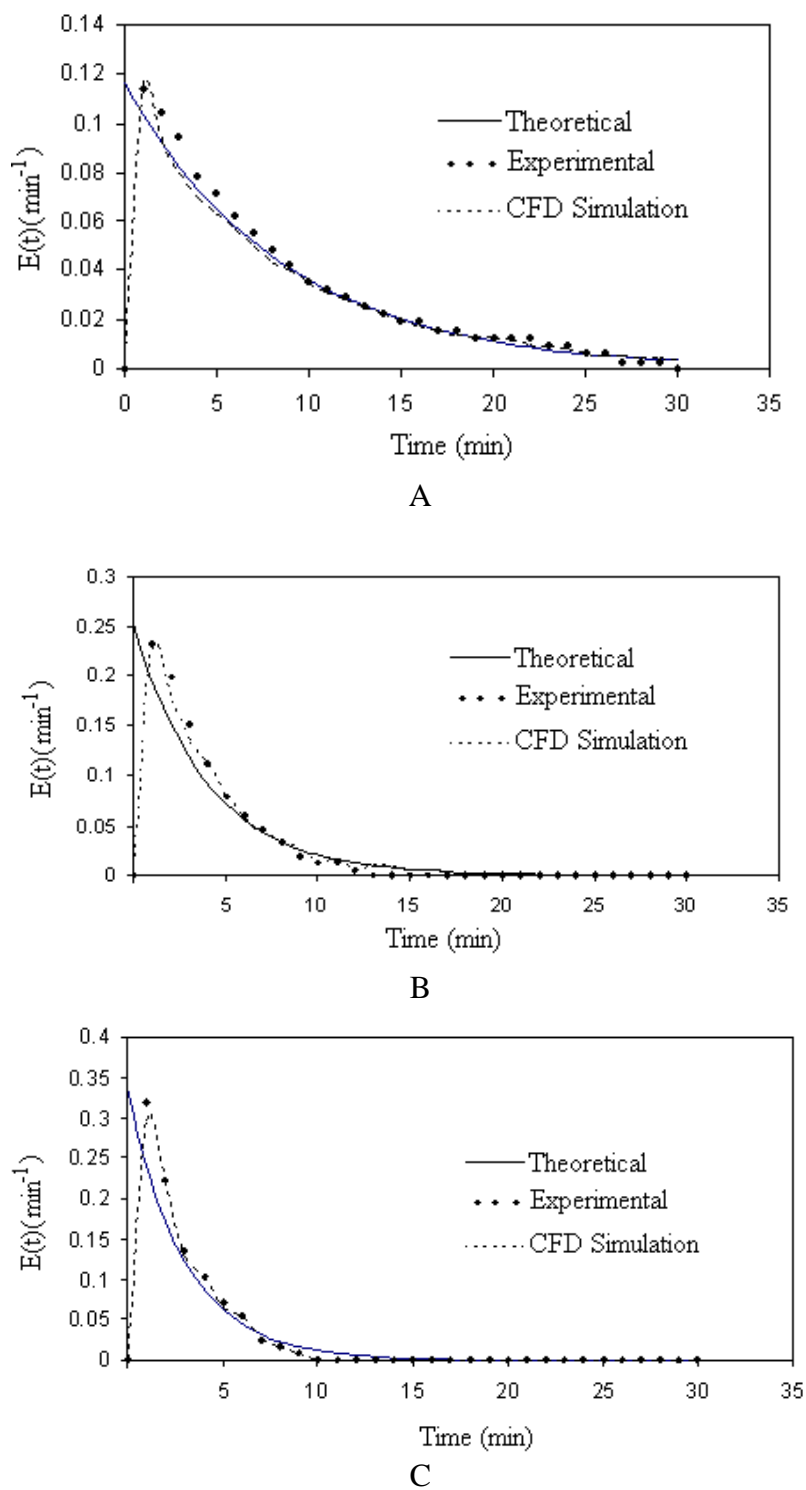 0.14
0.12
0.1
0.08
0.06
0.04
0.02
0
E(t)(min⁻¹)
Theoretical
Experimental
CFD Simulation
0 5 10 15 20 25 30 35
Time (min)
A
0.3
0.25
0.2
0.15
0.1
0.05
0
E(t)(min⁻¹)
Theoretical
Experimental
CFD Simulation
5 10 15 20 25 30 35
Time (min)
B
0.4
0.35
0.3
0.25
0.2
0.15
0.1
0.05
0
E(t)(min⁻¹)
Theoretical
Experimental
CFD Simulation
5 10 15 20 25 30 35
Time (min)
C